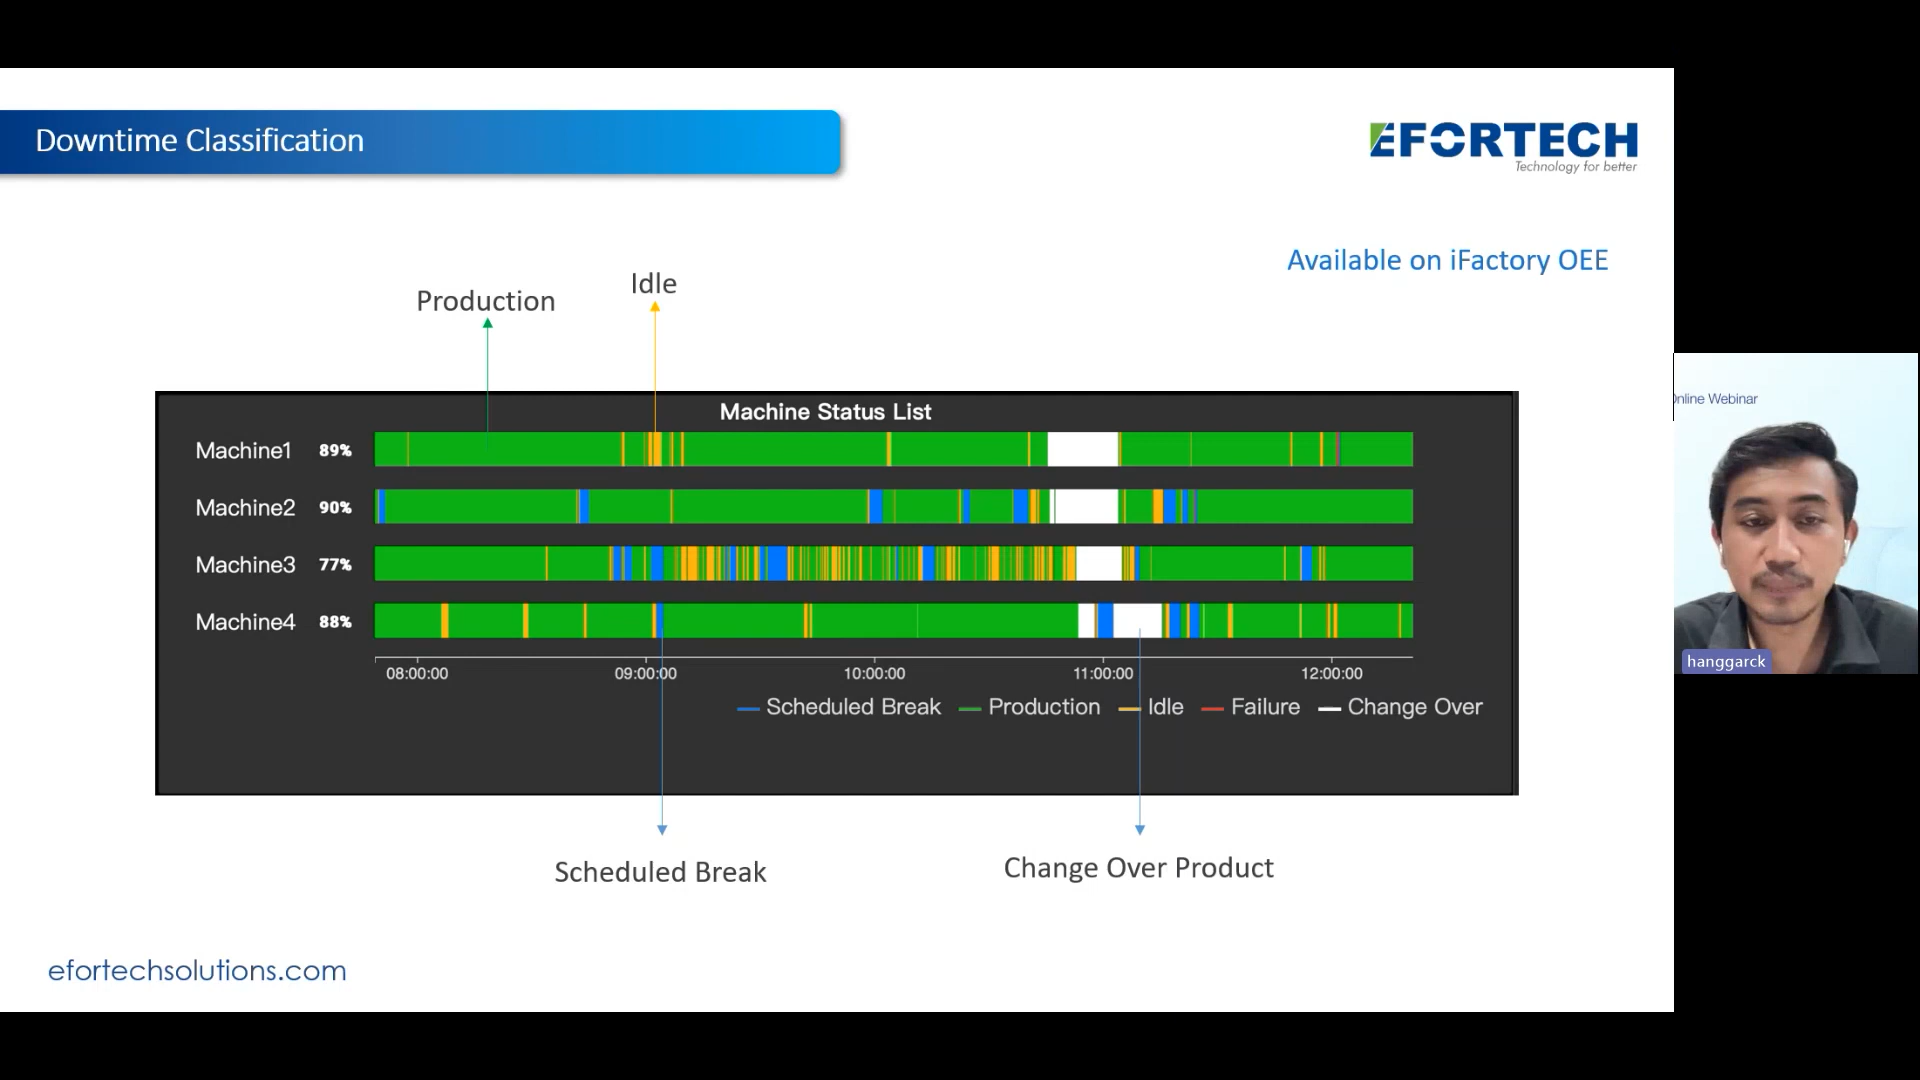 Downtime Classification
EFORTECH
Technology for better
Available on iFactory OEE
Production
Idle
Machine Status List
Machine1 89%
Machine2 90%
Machine3 77%
Machine4 88%
08:00:00 09:00:00 10:00:00 11:00:00 12:00:00
Scheduled Break Production Idle Failure Change Over
Scheduled Break
Change Over Product
efortechsolutions.com
nline Webinar
hanggarck